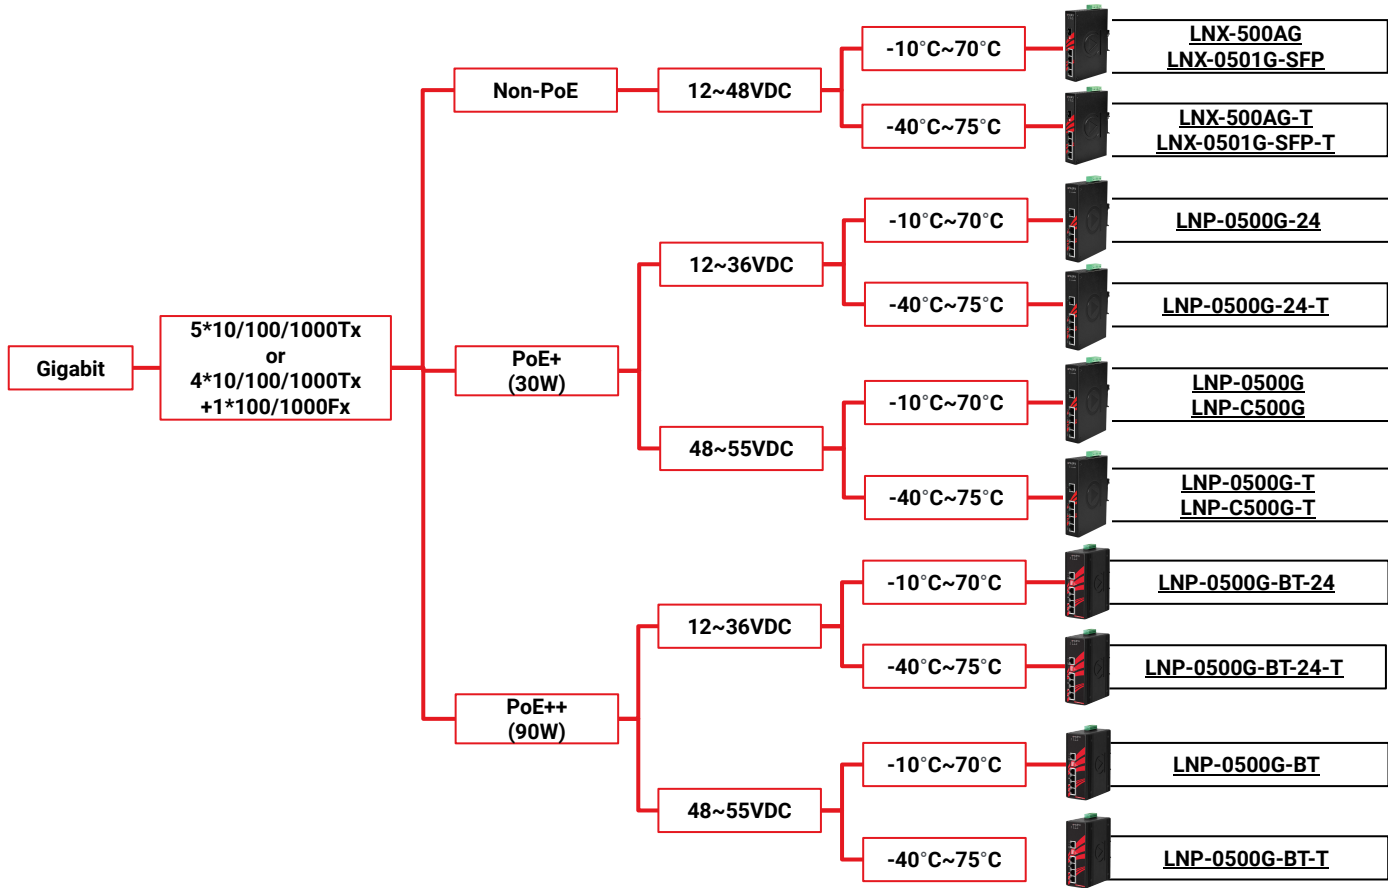 Gigabit
5*10/100/1000Tx
or
4*10/100/1000Tx
+1*100/1000Fx
Non-PoE
12~48VDC
-10°C~70°C
LNX-500AG
LNX-0501G-SFP
-40°C~75°C
LNX-500AG-T
LNX-0501G-SFP-T
PoE+
(30W)
12~36VDC
-10°C~70°C
LNP-0500G-24
-40°C~75°C
LNP-0500G-24-T
48~55VDC
-10°C~70°C
LNP-0500G
LNP-C500G
-40°C~75°C
LNP-0500G-T
LNP-C500G-T
PoE++
(90W)
12~36VDC
-10°C~70°C
LNP-0500G-BT-24
-40°C~75°C
LNP-0500G-BT-24-T
48~55VDC
-10°C~70°C
LNP-0500G-BT
-40°C~75°C
LNP-0500G-BT-T